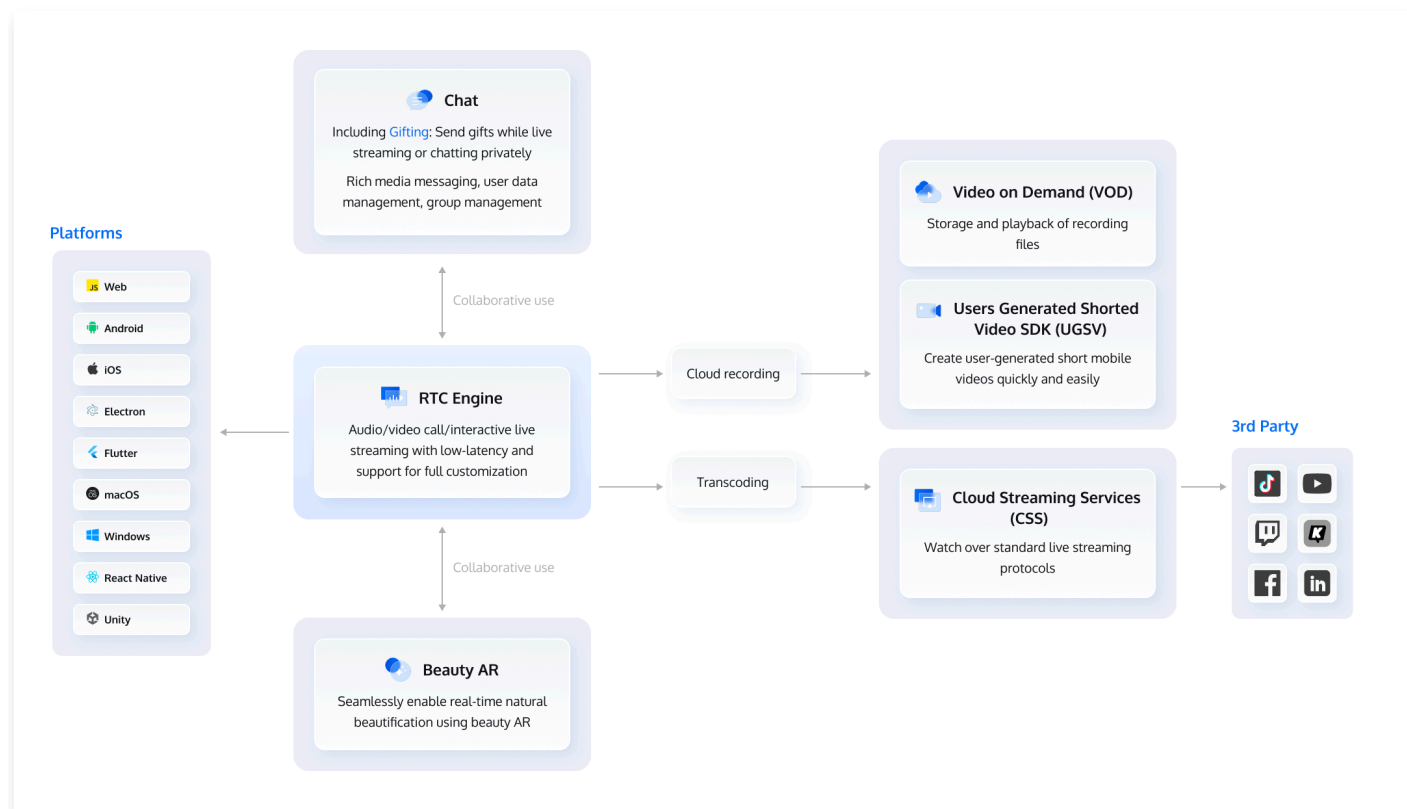 Chat
Including Gifting: Send gifts while live
streaming or chatting privately
Rich media messaging, user data
management, group management
Platforms
JS Web
Android
iOS
Electron
Flutter
macOS
Windows
React Native
Unity
Collaborative use
RTC Engine
Audio/video call/interactive live
streaming with low-latency and
support for full customization
Collaborative use
Beauty AR
Seamlessly enable real-time natural
beautification using beauty AR
Cloud recording
Transcoding
Video on Demand (VOD)
Storage and playback of recording
files
Users Generated Shorted
Video SDK (UGSV)
Create user-generated short mobile
videos quickly and easily
Cloud Streaming Services
(CSS)
Watch over standard live streaming
protocols
3rd Party
K
f
in